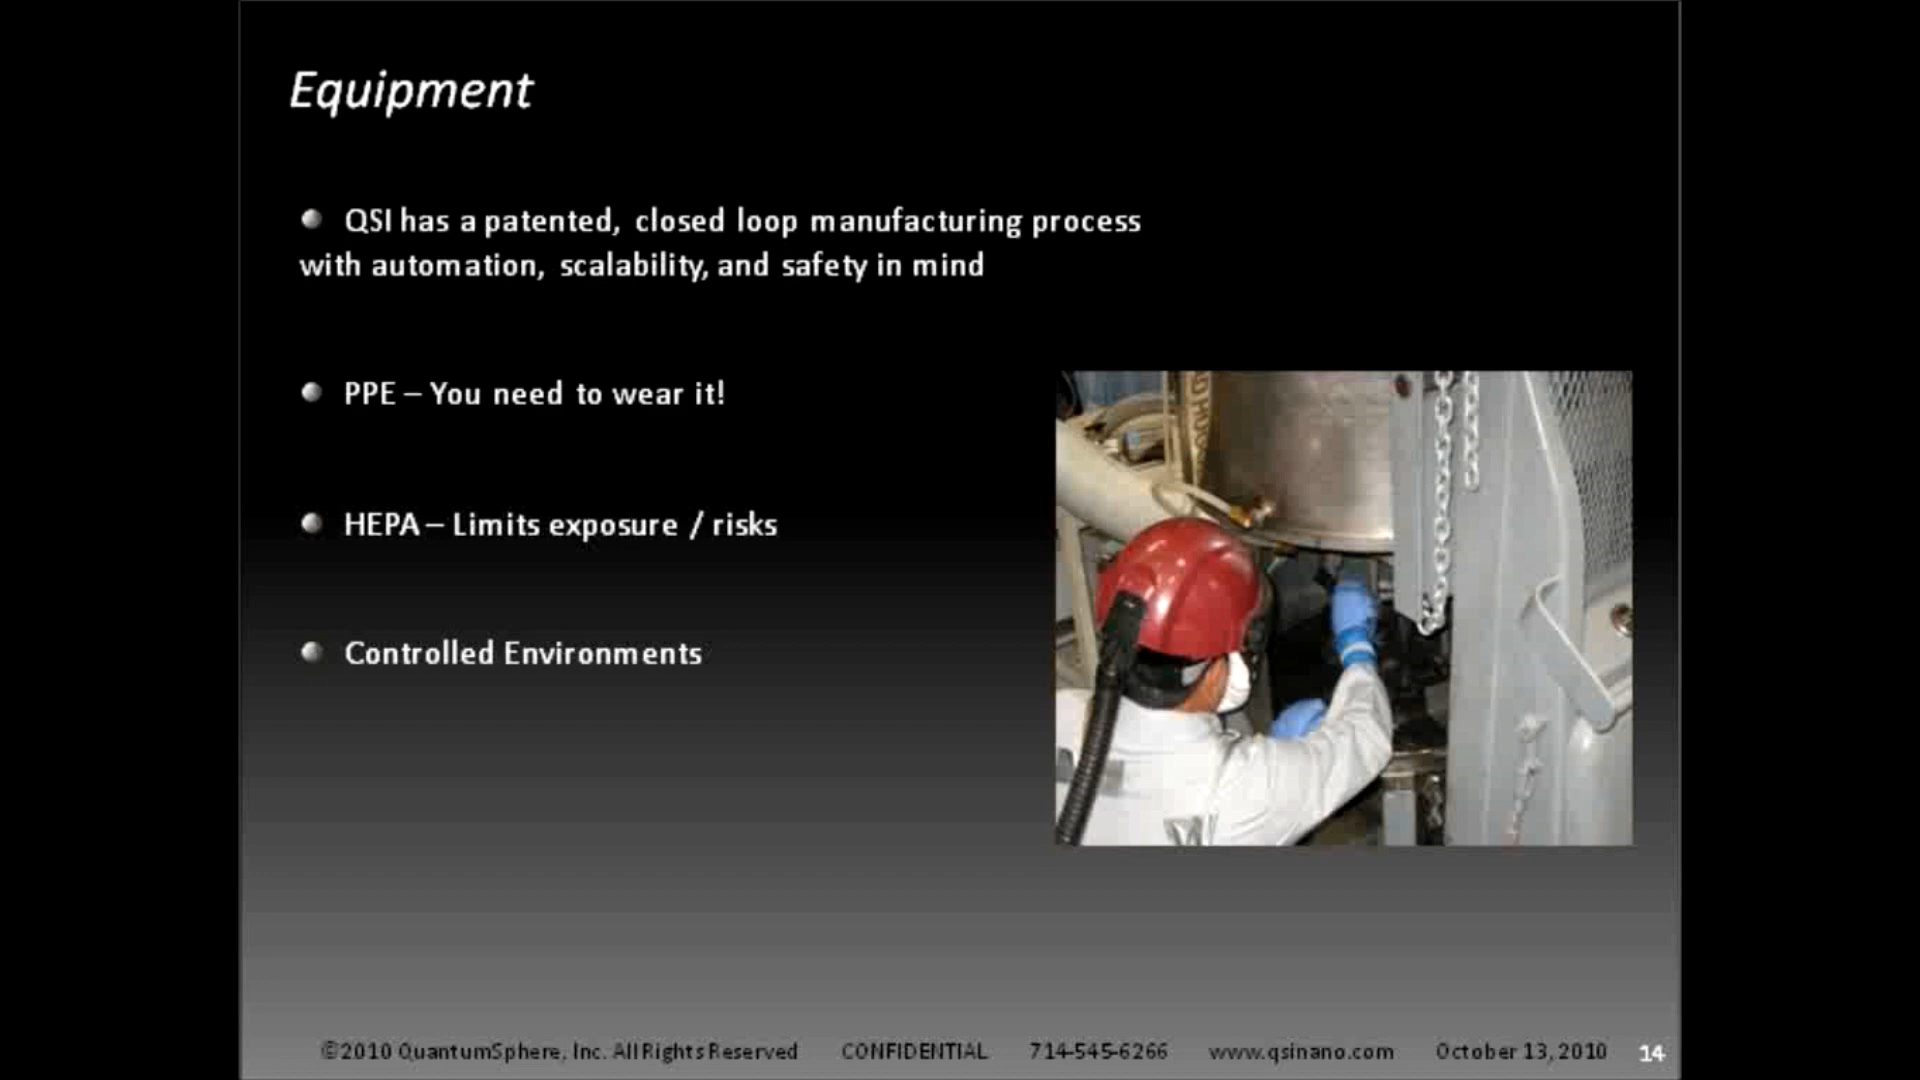 Equipment
QSI has a patented, closed loop manufacturing process
with automation, scalability, and safety in mind
PPE – You need to wear it!
HEPA – Limits exposure / risks
Controlled Environments
©2010 QuantumSphere, Inc. All Rights Reserved CONFIDENTIAL 714-545-6266 www.qsinano.com October 13, 2010 14